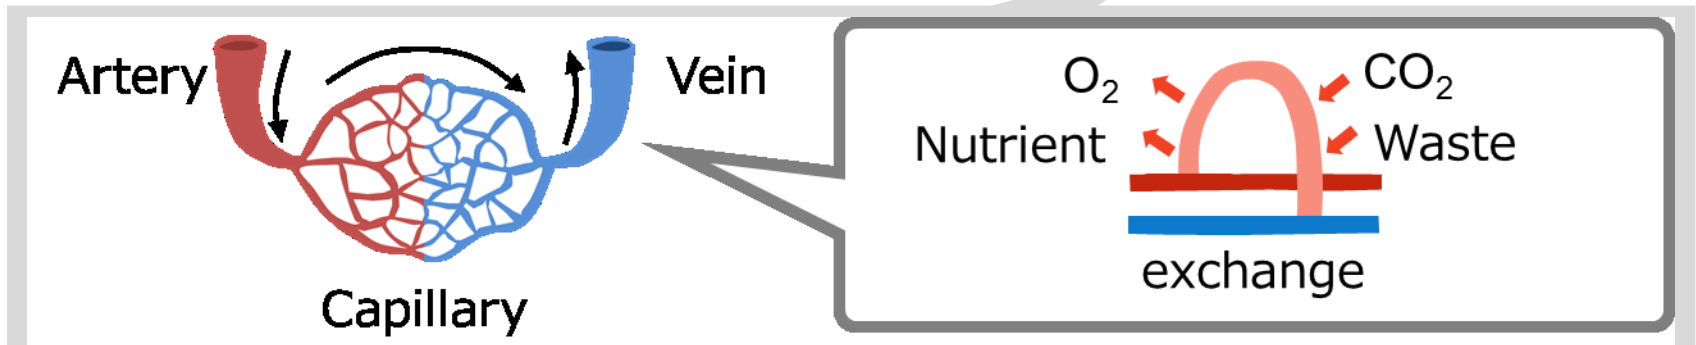 Artery
Vein
Capillary
O₂
CO₂
Nutrient
Waste
exchange